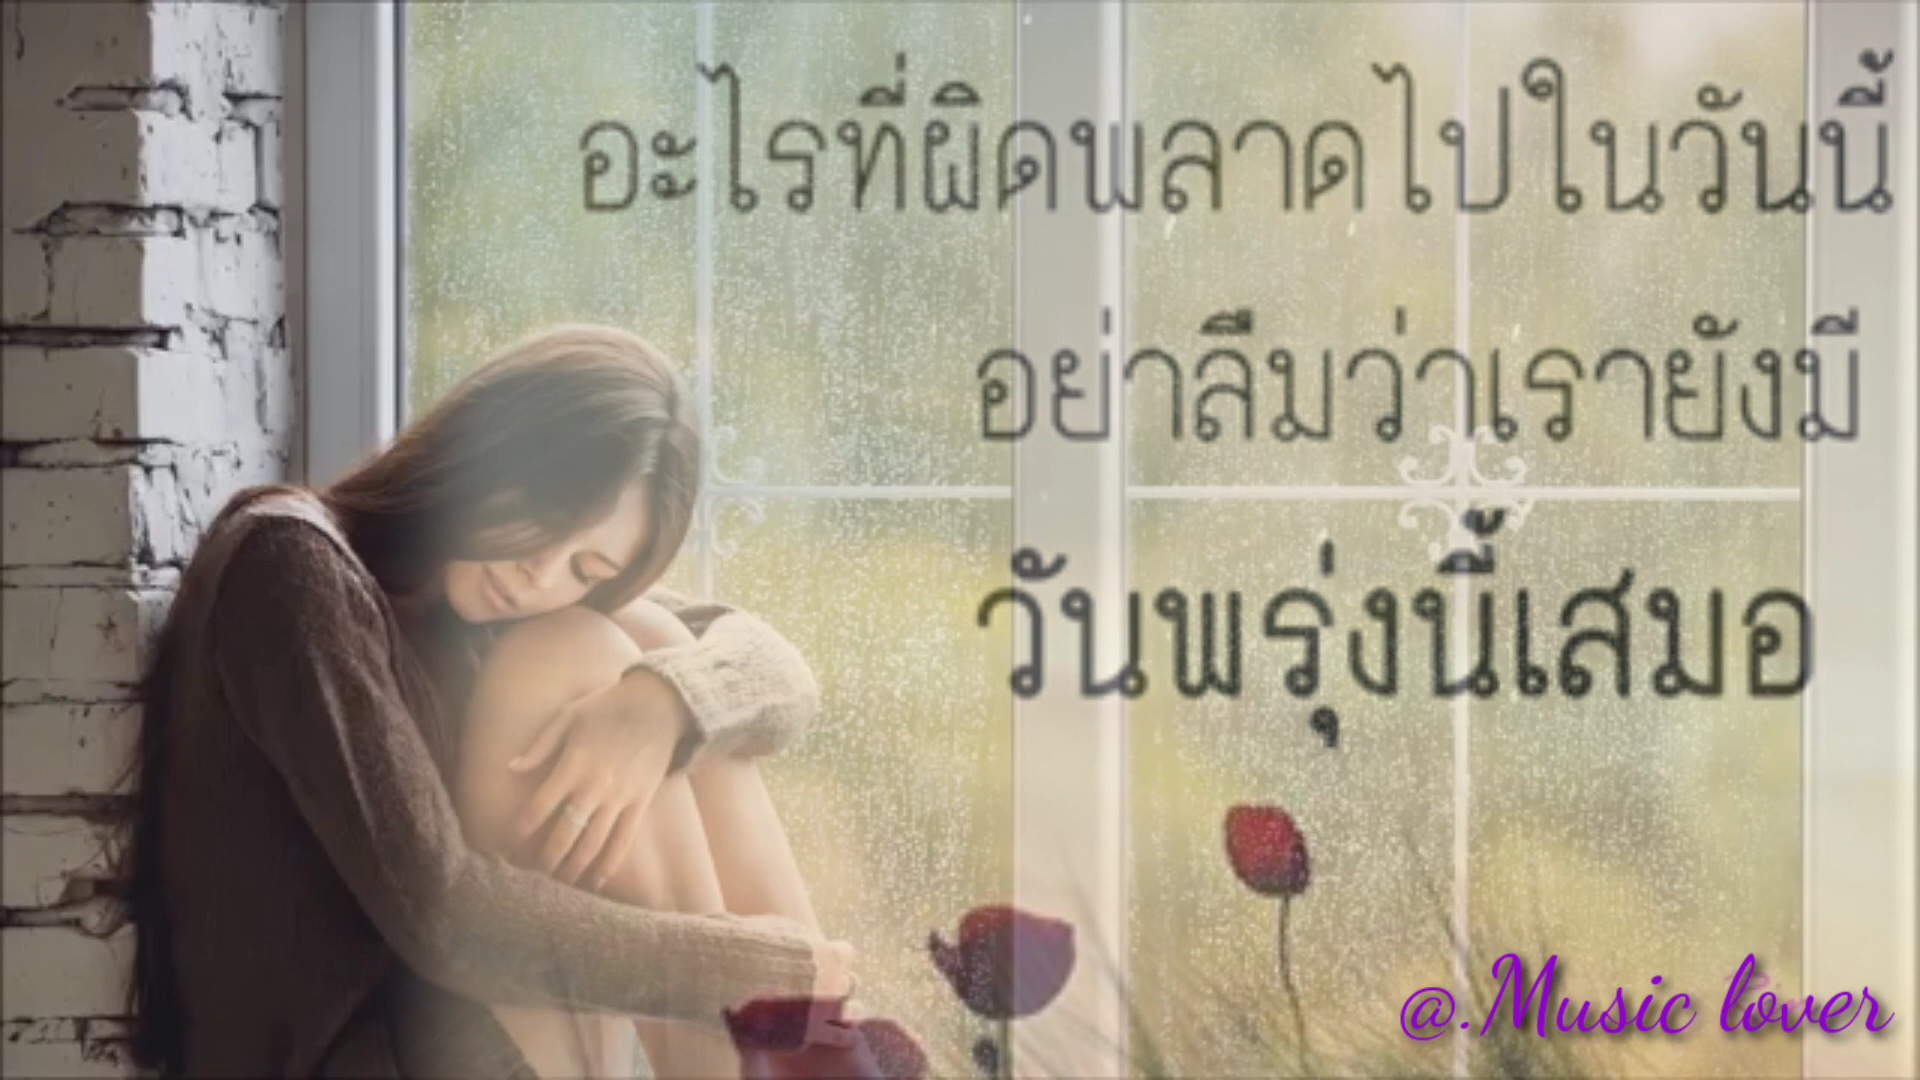 อะไรที่ผิดพลาดไปในวันนี้
อย่าลืมว่าเรายังมี
วันพรุ่งนี้เสมอ
@.Music lover